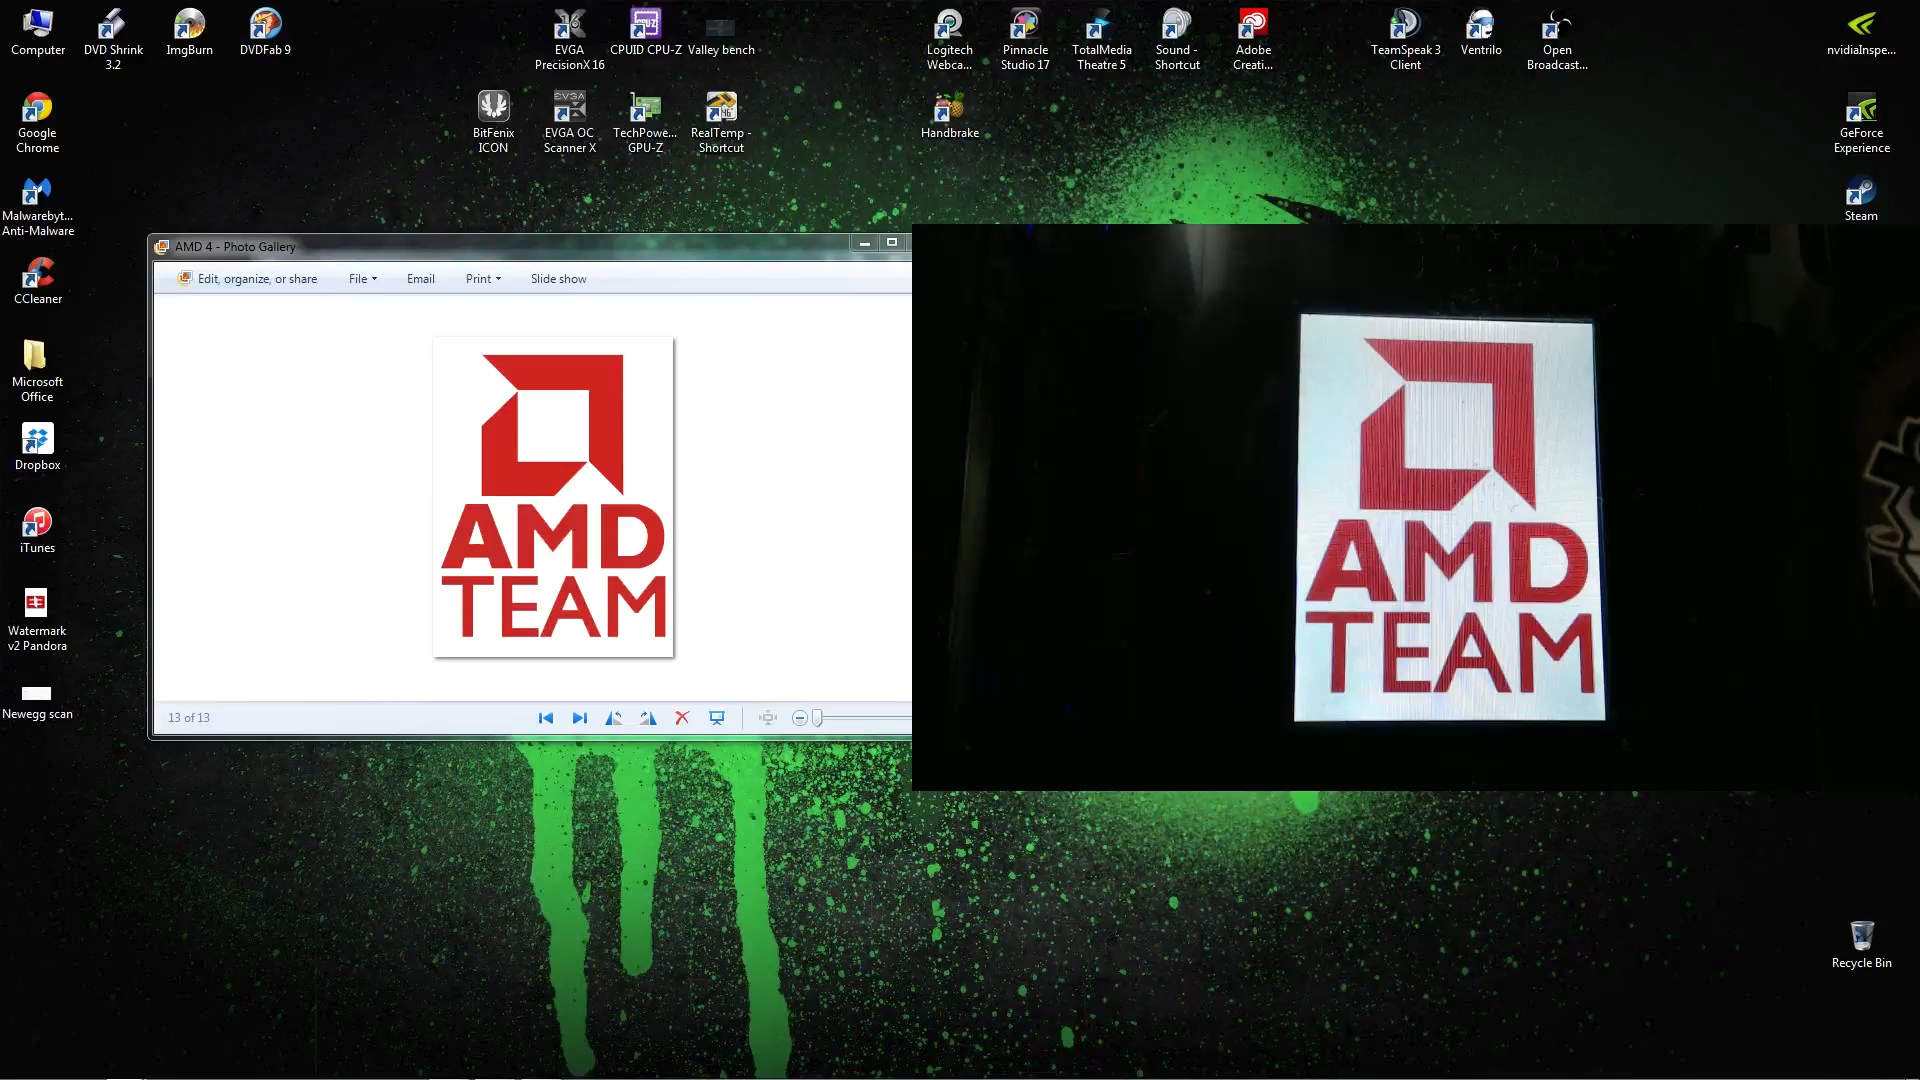 Computer
DVD Shrink
3.2
ImgBurn
DVDFab 9
EVGA
PrecisionX 16
CPUID CPU-Z
Valley bench
Logitech
Webca...
Pinnacle
Studio 17
TotalMedia
Theatre 5
Sound -
Shortcut
Adobe
Creati...
TeamSpeak 3
Client
Ventrilo
Open
Broadcast...
nvidiaInspe...
Google
Chrome
BitFenix
ICON
EVGA
EVGA OC
Scanner X
TechPowe...
GPU-Z
RealTemp -
Shortcut
Handbrake
GeForce
Experience
Malwarebyt...
Anti-Malware
Steam
CCleaner
Microsoft
Office
Dropbox
iTunes
Watermark
v2 Pandora
Newegg scan
AMD 4 - Photo Gallery
Edit, organize, or share
File
Email
Print
Slide show
AMD
TEAM
13 of 13
AMD
TEAM
Recycle Bin